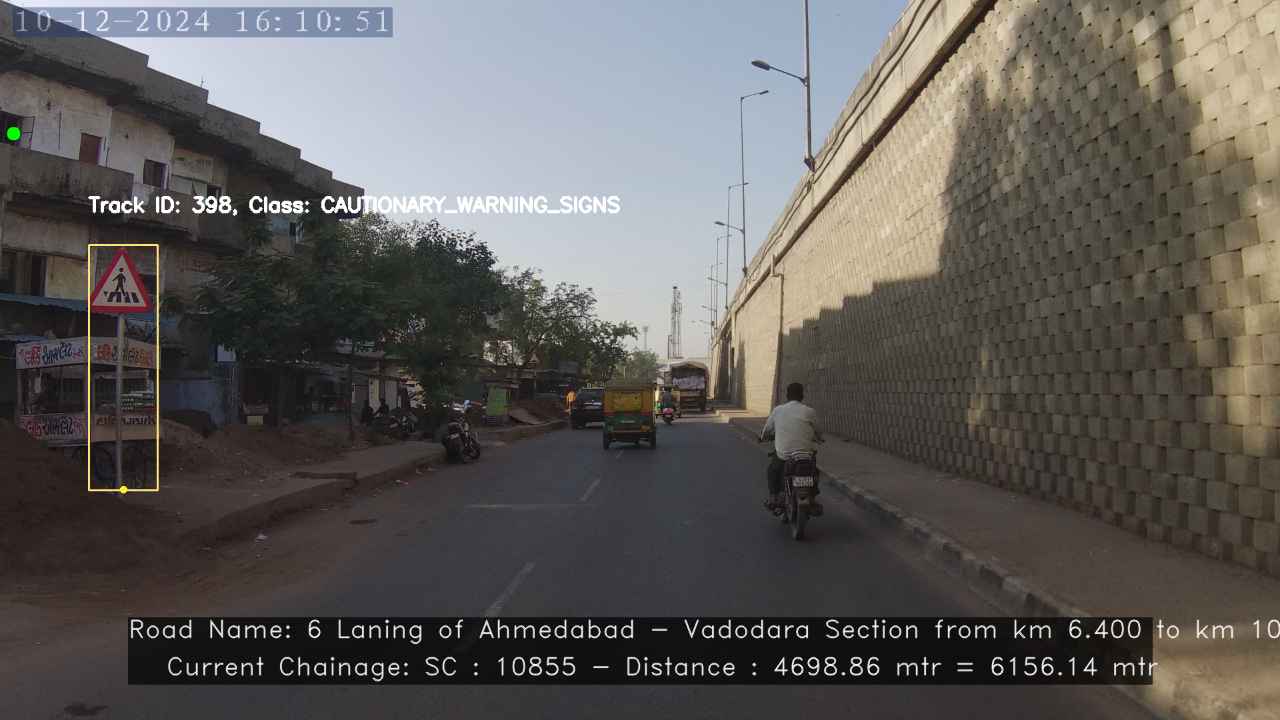 10-12-2024 16:10:51
Track ID: 398, Class: CAUTIONARY_WARNING_SIGNS
Road Name: 6 Laning of Ahmedabad - Vadodara Section from km 6.400 to km 10
Current Chainage: SC : 10855 - Distance : 4698.86 mtr = 6156.14 mtr